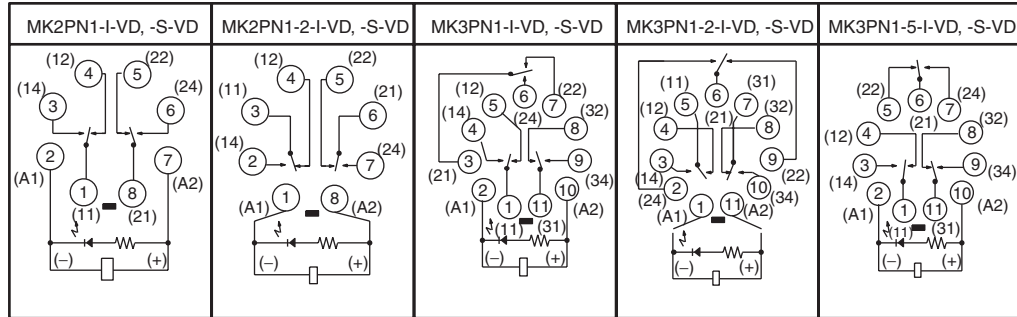 MK2PN1-I-VD, -S-VD
MK2PN1-2-I-VD, -S-VD
MK3PN1-I-VD, -S-VD
MK3PN1-2-I-VD, -S-VD
MK3PN1-5-I-VD, -S-VD
(12) (22)
4 5
(14) (24)
3 6
2 7
(A1) 1 8 (A2)
(11) (21)
(−) (+)
(12) (22)
4 5
(11) (21)
3 6
(14) (24)
2 7
1 8
(A1) (A2)
(−) (+)
6
(12) 5 7 (22)
(14) (24) (32)
4 8
3 9
(21) (34)
2 10
(A1) 1 11 (A2)
(11) (31)
(−) (+)
6
(11) (31)
5 7
(12) (21) (32)
4 8
3 9
(14) (22)
2 10
(24) (34)
1 11
(A1) (A2)
(−) (+)
(22) (24)
5 6 7
(12) (21) (32)
4 8
3 9
(14) (34)
2 10
(A1) 1 11 (A2)
(11) (31)
(−) (+)